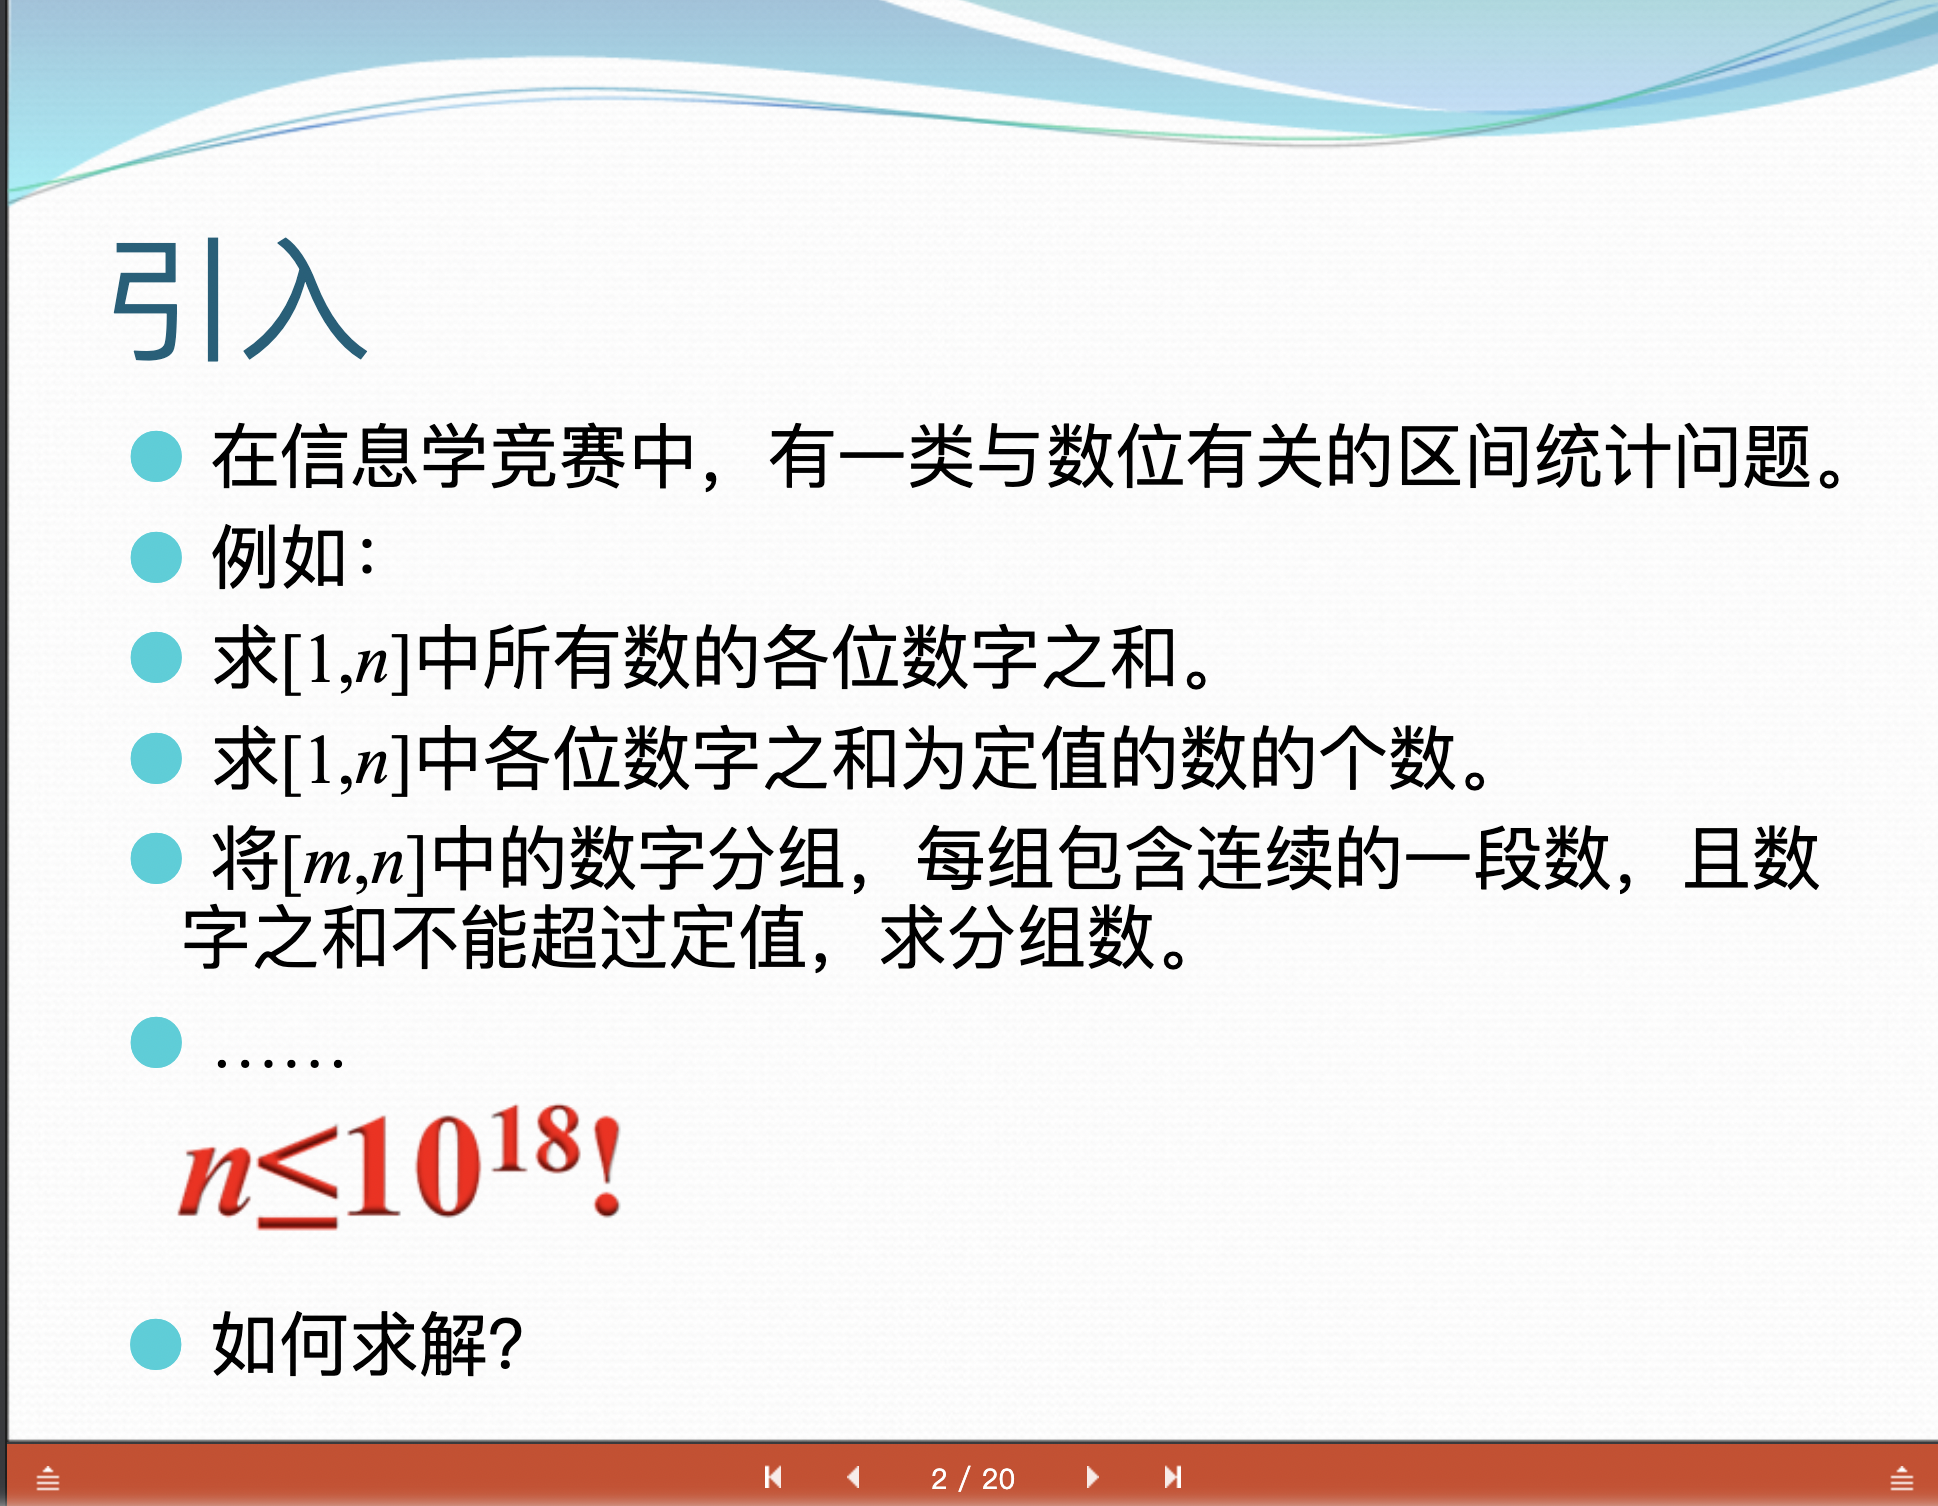 引入
在信息学竞赛中，有一类与数位有关的区间统计问题。
例如：
求[1,n]中所有数的各位数字之和。
求[1,n]中各位数字之和为定值的数的个数。
将[m,n]中的数字分组，每组包含连续的一段数，且数
字之和不能超过定值，求分组数。
……
n≤10¹⁸!
如何求解？
2 / 20